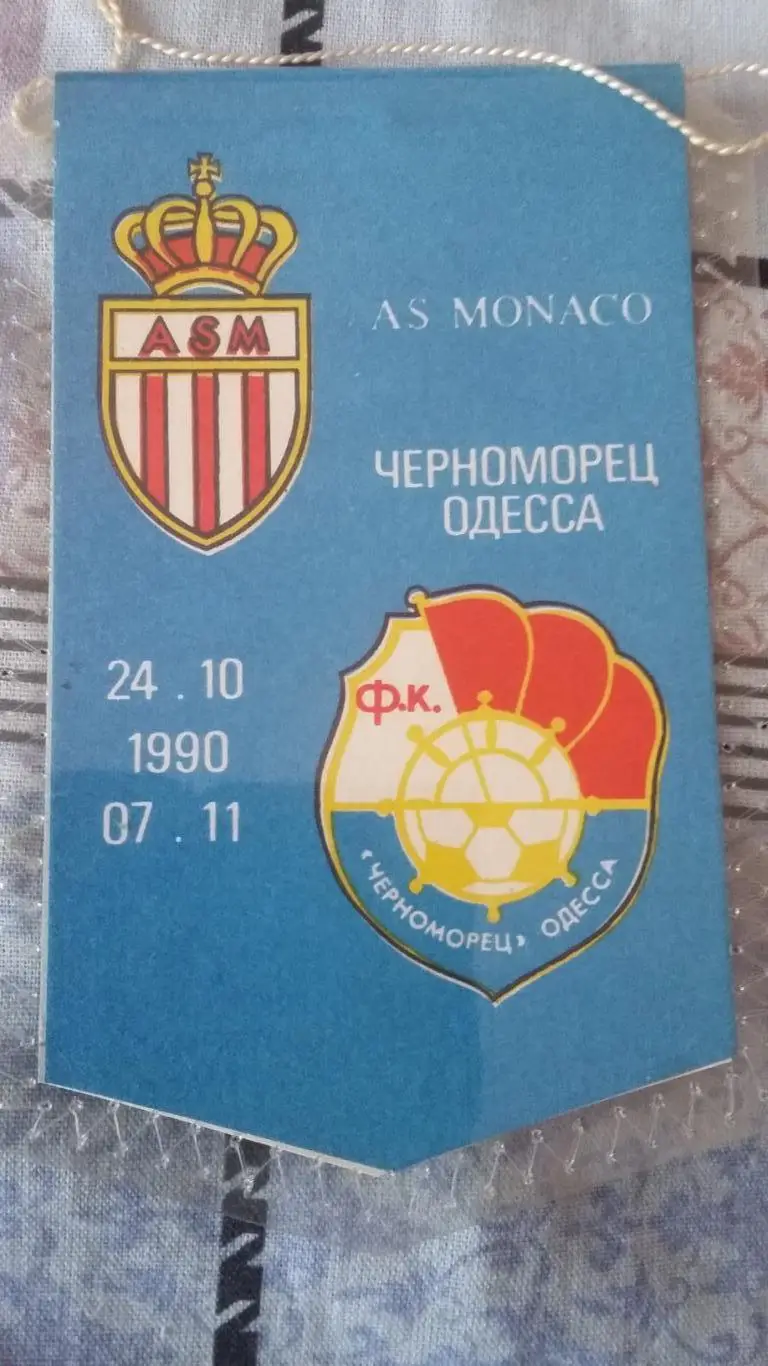 ASM
AS MONACO
ЧЕРНОМОРЕЦ
ОДЕССА
24.10
1990
07.11
Ф.К.
"ЧЕРНОМОРЕЦ" ОДЕССА